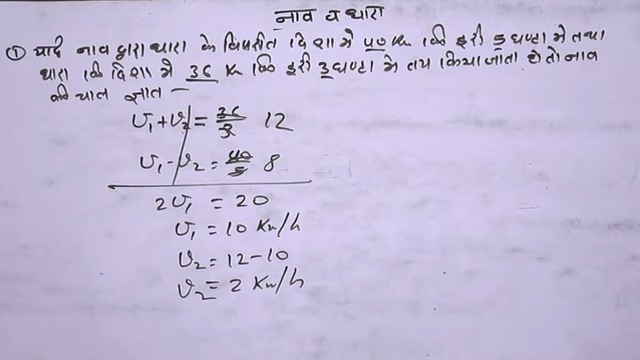 नाव व धारा
① यदि नाव द्वारा धारा के विपरीत दिशा में 40 Km कि दूरी 5 घण्टा मे तथा
धारा कि दिशा में 36 Km कि दूरी 3 घण्टा मे तय किया जाता हो तो नाव
की चाल ज्ञात -
v₁+v₂ = 36/3 12
v₁-v₂ = 40/5 8
2v₁ = 20
v₁ = 10 Km/h
v₂ = 12-10
v₂ = 2 Km/h